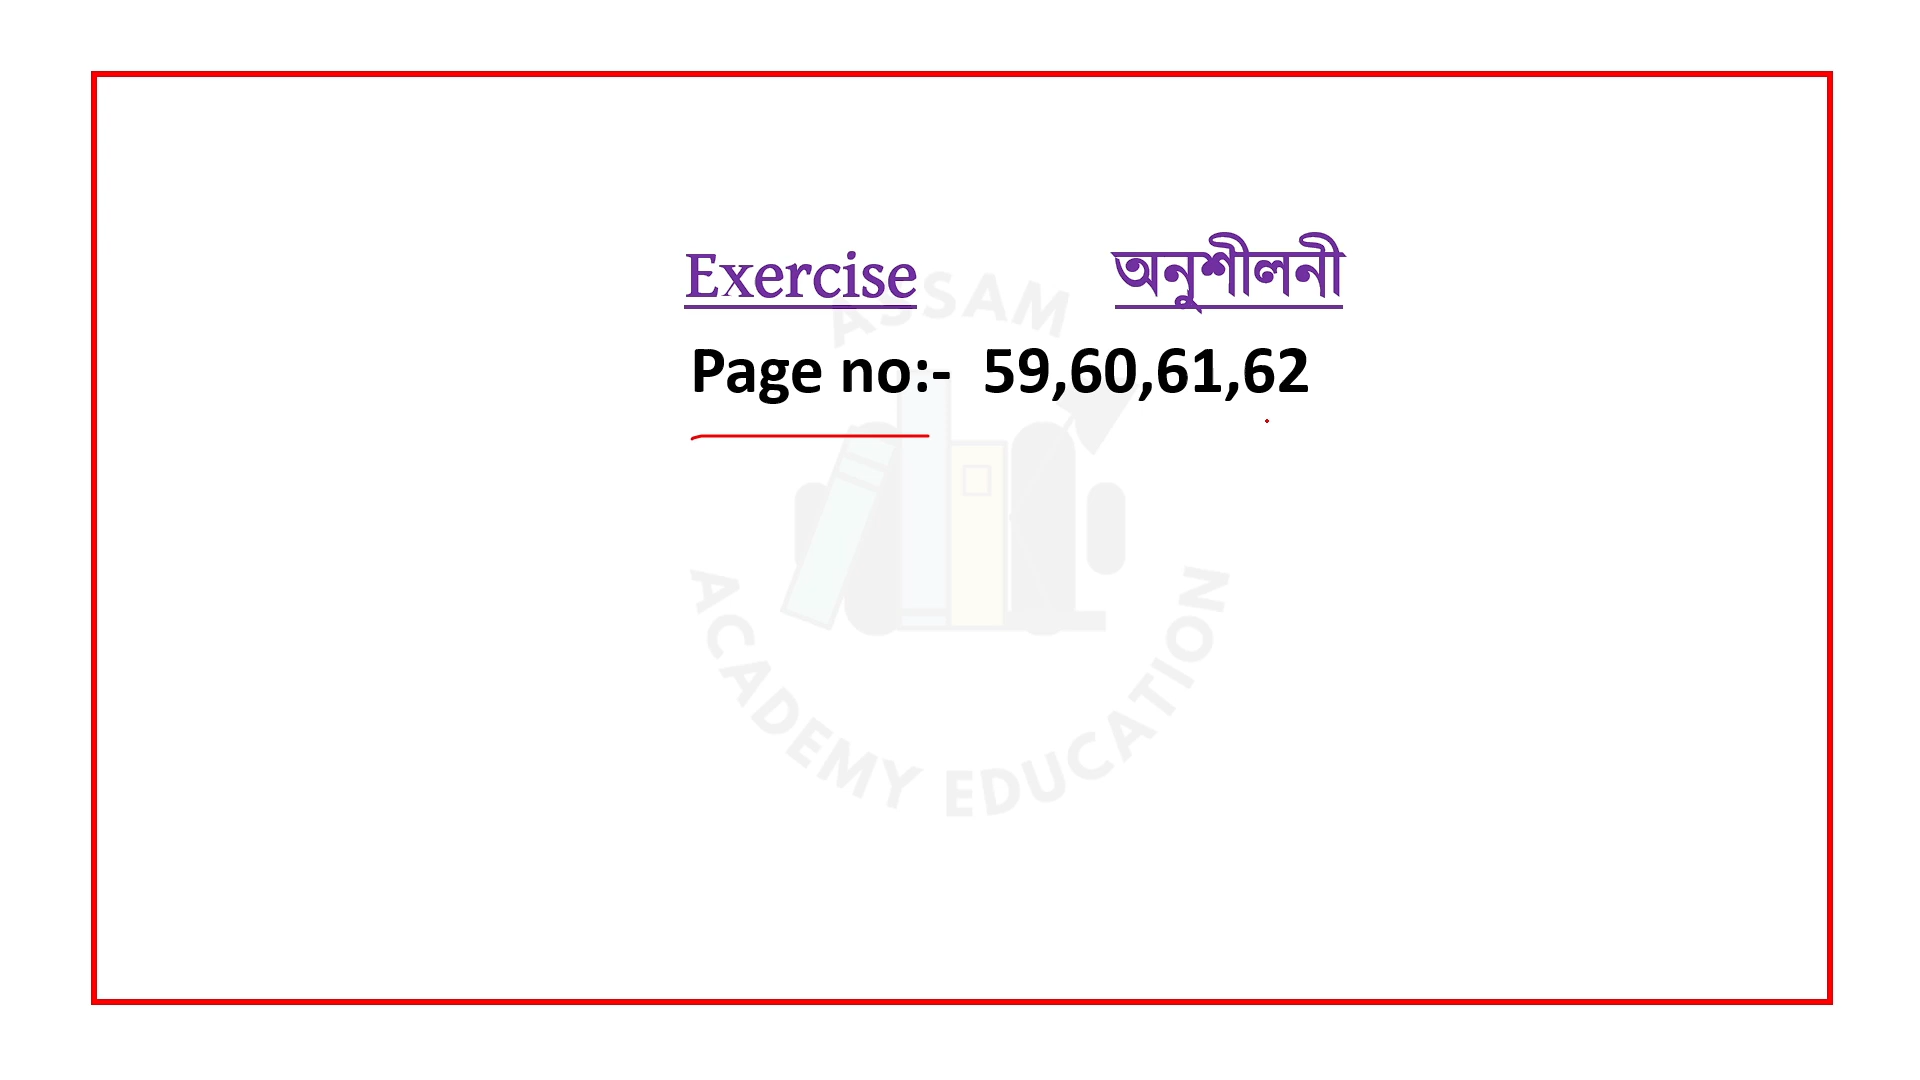 Exercise অনুশীলনী
Page no:- 59,60,61,62
ASSAM
ACADEMY EDUCATION